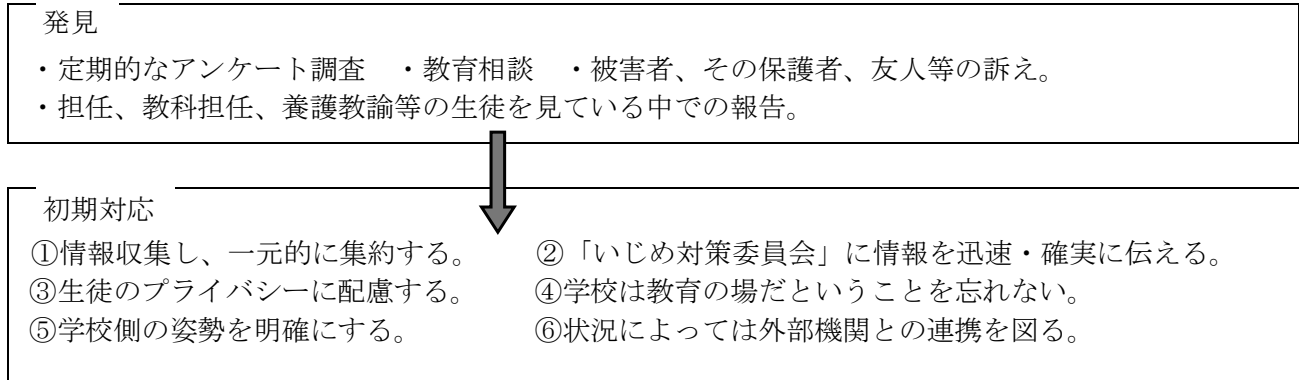 発見
・定期的なアンケート調査　・教育相談　・被害者、その保護者、友人等の訴え。
・担任、教科担任、養護教諭等の生徒を見ている中での報告。
初期対応
①情報収集し、一元的に集約する。　②「いじめ対策委員会」に情報を迅速・確実に伝える。
③生徒のプライバシーに配慮する。　④学校は教育の場だということを忘れない。
⑤学校側の姿勢を明確にする。　⑥状況によっては外部機関との連携を図る。